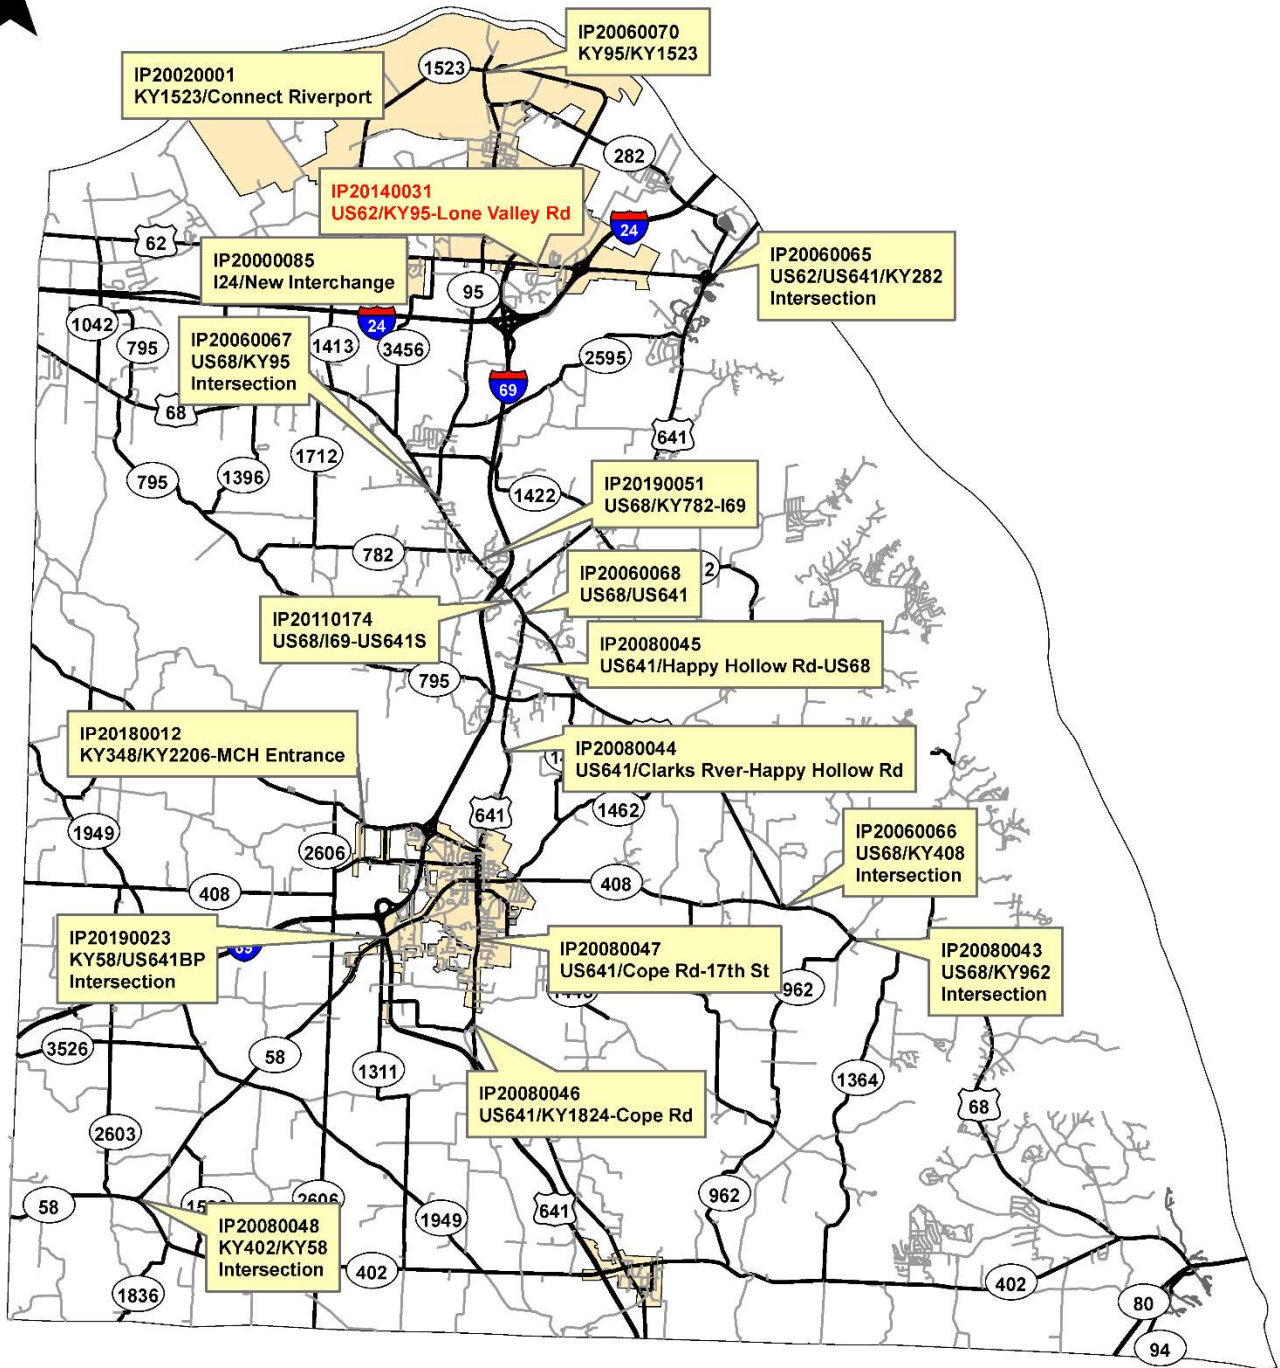 IP20060070
KY95/KY1523
1523
IP20020001
KY1523/Connect Riverport
282
IP20140031
US62/KY95-Lone Valley Rd
24
62
IP20000085
I24/New Interchange
IP20060065
US62/US641/KY282
Intersection
95
1042
795
24
1413
3456
IP20060067
US68/KY95
Intersection
2595
69
68
641
1712
795
1396
1422
IP20190051
US68/KY782-I69
782
IP20060068
US68/US641
2
IP20110174
US68/I69-US641S
IP20080045
US641/Happy Hollow Rd-US68
795
IP20180012
KY348/KY2206-MCH Entrance
IP20080044
US641/Clarks Rver-Happy Hollow Rd
641
1462
1949
2606
IP20060066
US68/KY408
Intersection
408
408
IP20190023
KY58/US641BP
Intersection
IP20080047
US641/Cope Rd-17th St
IP20080043
US68/KY962
Intersection
962
3526
58
1311
1364
IP20080046
US641/KY1824-Cope Rd
68
2603
58
2606
962
641
1949
IP20080048
KY402/KY58
Intersection
402
402
1836
80
94